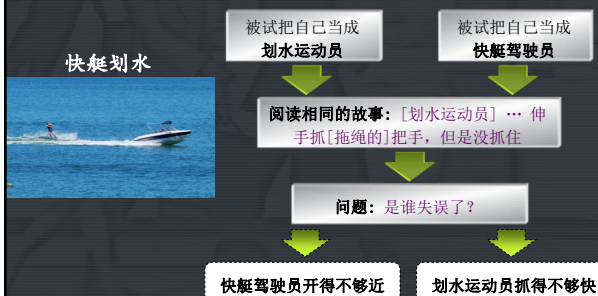 快艇划水
被试把自己当成
划水运动员
被试把自己当成
快艇驾驶员
阅读相同的故事：[划水运动员] … 伸
手抓[拖绳的]把手，但是没抓住
问题：是谁失误了？
快艇驾驶员开得不够近
划水运动员抓得不够快